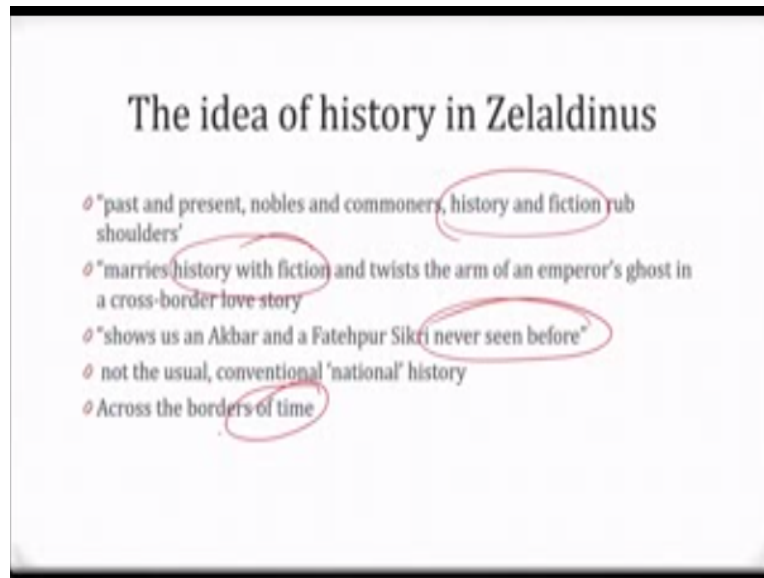 The idea of history in Zelaldinus
"past and present, nobles and commoners, history and fiction rub
shoulders'
"marries history with fiction and twists the arm of an emperor's ghost in
a cross-border love story
"shows us an Akbar and a Fatehpur Sikri never seen before"
not the usual, conventional 'national' history
Across the borders of time